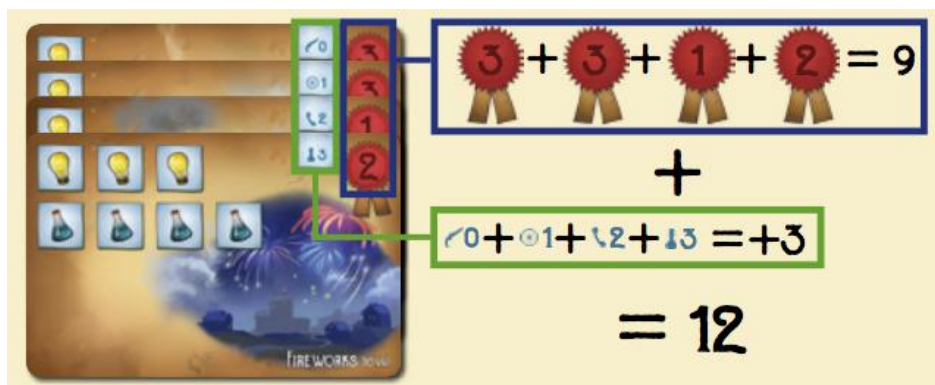 0 3
1 3
2 1
3 2
3 + 3 + 1 + 2 = 9
+
0 + 1 + 2 + 3 = +3
= 12
FIREWORKS